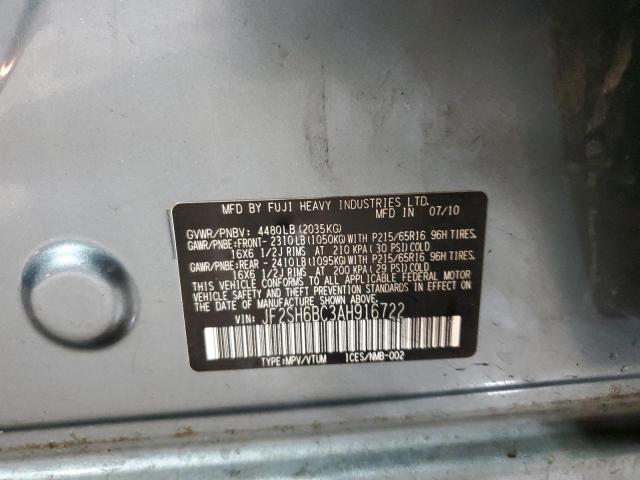 MFD BY FUJI HEAVY INDUSTRIES LTD.
MFD IN 07/10
GVWR/PNBV: 4480LB(2035KG)
GAWR/PNBE:FRONT- 2310LB(1050KG)WITH P215/65R16 96H TIRES.
16X6 1/2J RIMS AT 210 KPA(30 PSI)COLD
GAWR/PNBE:REAR - 2410LB(1095KG)WITH P215/65R16 96H TIRES.
16X6 1/2J RIMS AT 200 KPA(29 PSI)COLD
THIS VEHICLE CONFORMS TO ALL APPLICABLE FEDERAL MOTOR
VEHICLE SAFETY AND THEFT PREVENTION STANDARDS IN EFFECT ON
THE DATE OF MANUFACTURE SHOWN ABOVE.
VIN: JF2SH6BC3AH916722
TYPE:MPV/VTUM ICES/NMB-002